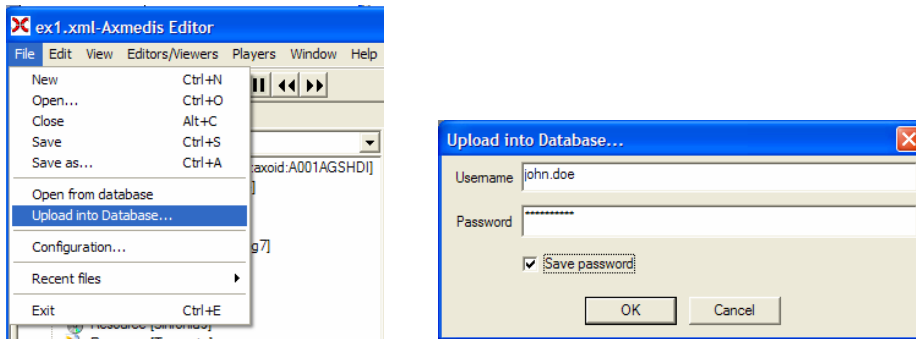 ex1.xml-Axmedis Editor
File Edit View Editors/Viewers Players Window Help
New Ctrl+N
Open... Ctrl+O
Close Alt+C
Save Ctrl+S
Save as... Ctrl+A
:axoid:A001AGSHDI]
]
Open from database
Upload into Database...
Configuration...
g7]
Recent files
Exit Ctrl+E
Upload into Database...
Username john.doe
Password **********
Save password
OK Cancel